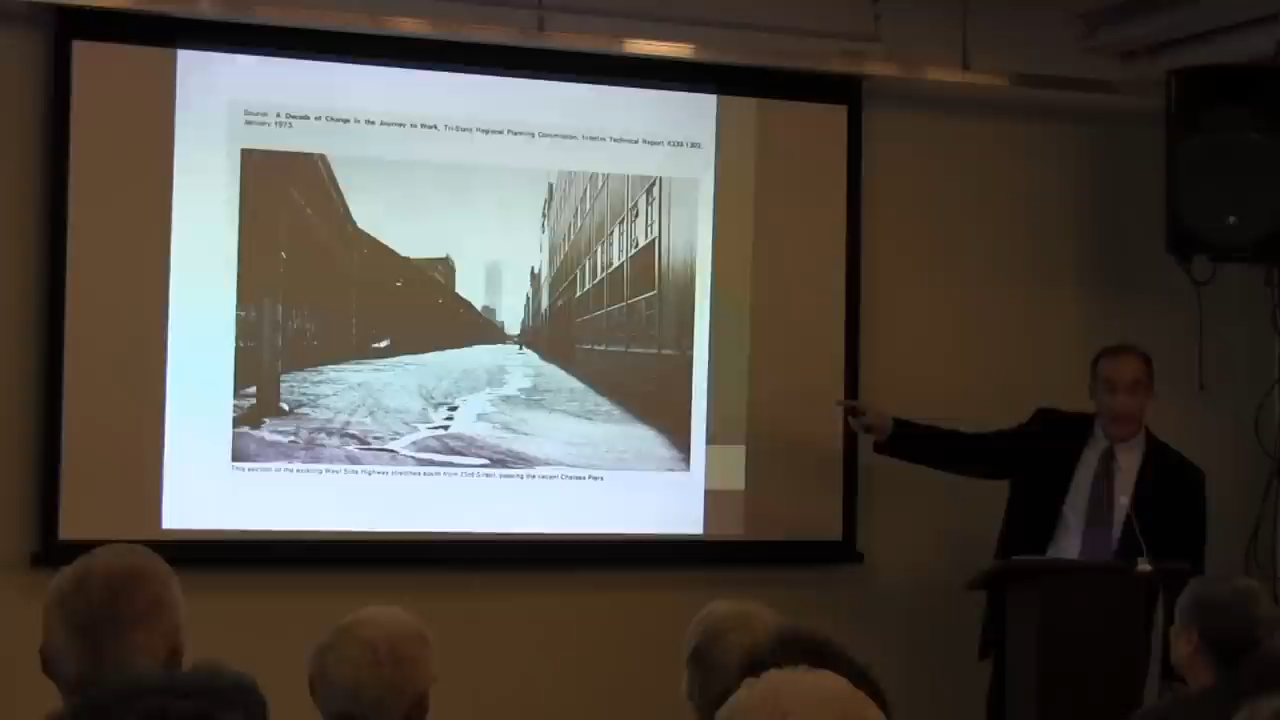 Source: A Decade of Change in the Journey to Work, Tri-State Regional Planning Commission, Interim Technical Report
January 1973.
This section of the existing West Side Highway stretches south from 23rd Street, passing the vacant Chelsea Piers